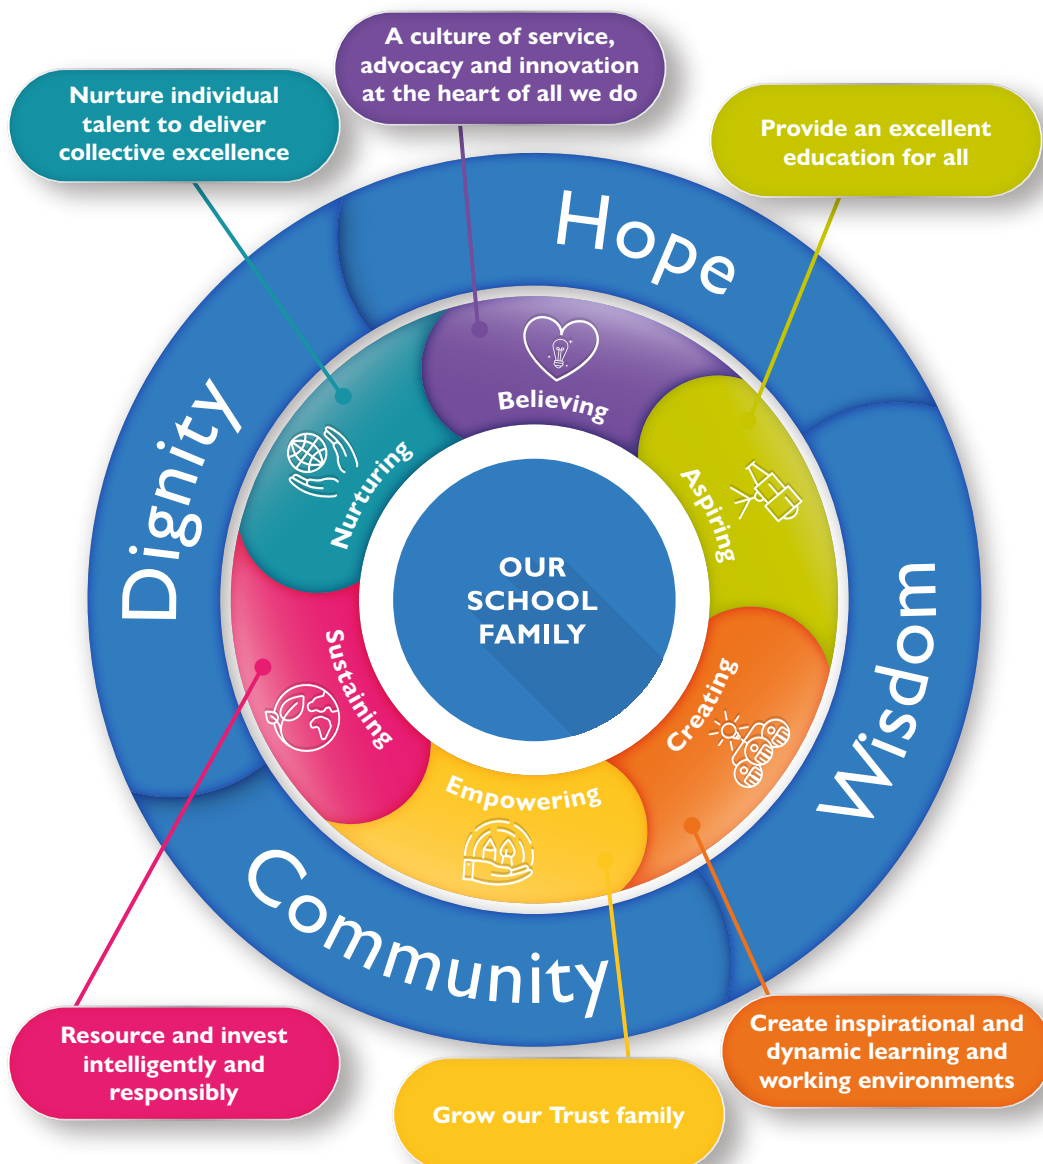 A culture of service,
advocacy and innovation
at the heart of all we do
Nurture individual
talent to deliver
collective excellence
Provide an excellent
education for all
Hope
Dignity
Wisdom
Community
Believing
Nurturing
Aspiring
Sustaining
Creating
Empowering
OUR
SCHOOL
FAMILY
Resource and invest
intelligently and
responsibly
Grow our Trust family
Create inspirational and
dynamic learning and
working environments